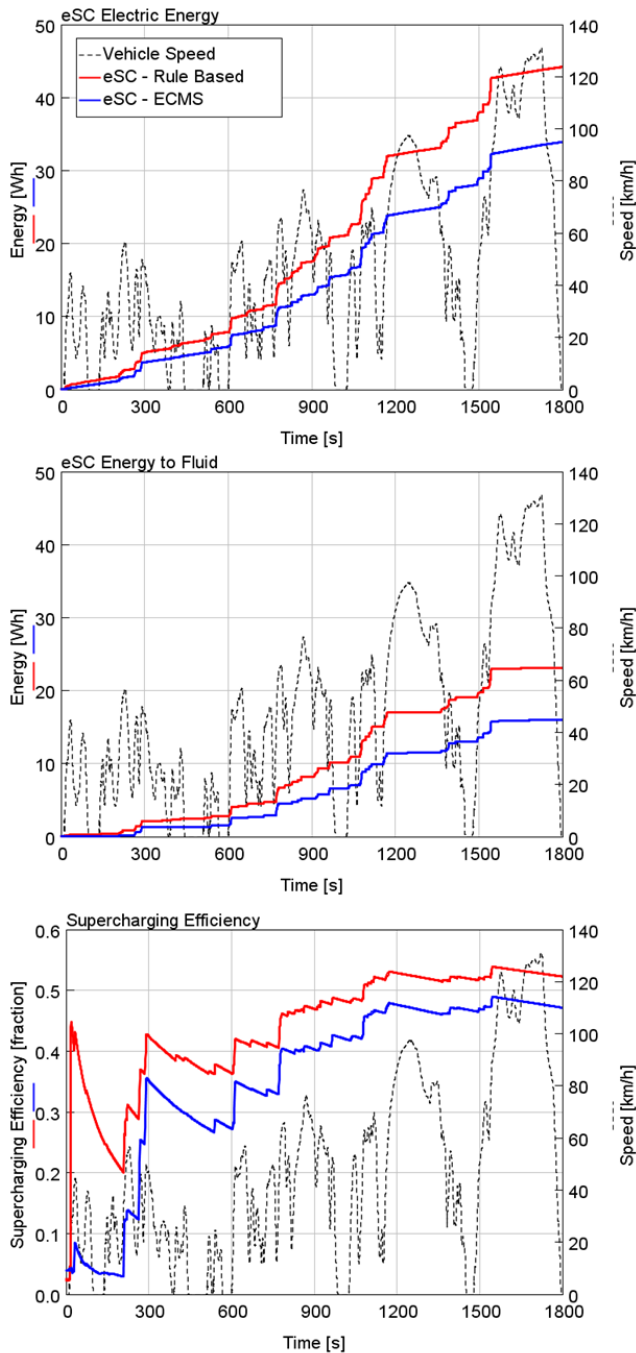 eSC Electric Energy
Vehicle Speed
eSC - Rule Based
eSC - ECMS
50
40
30
20
10
0
Energy [Wh]
140
120
100
80
60
40
20
0
Speed [km/h]
0 300 600 900 1200 1500 1800
Time [s]
eSC Energy to Fluid
50
40
30
20
10
0
Energy [Wh]
140
120
100
80
60
40
20
0
Speed [km/h]
0 300 600 900 1200 1500 1800
Time [s]
Supercharging Efficiency
0.6
0.5
0.4
0.3
0.2
0.1
0.0
Supercharging Efficiency [fraction]
140
120
100
80
60
40
20
0
Speed [km/h]
0 300 600 900 1200 1500 1800
Time [s]